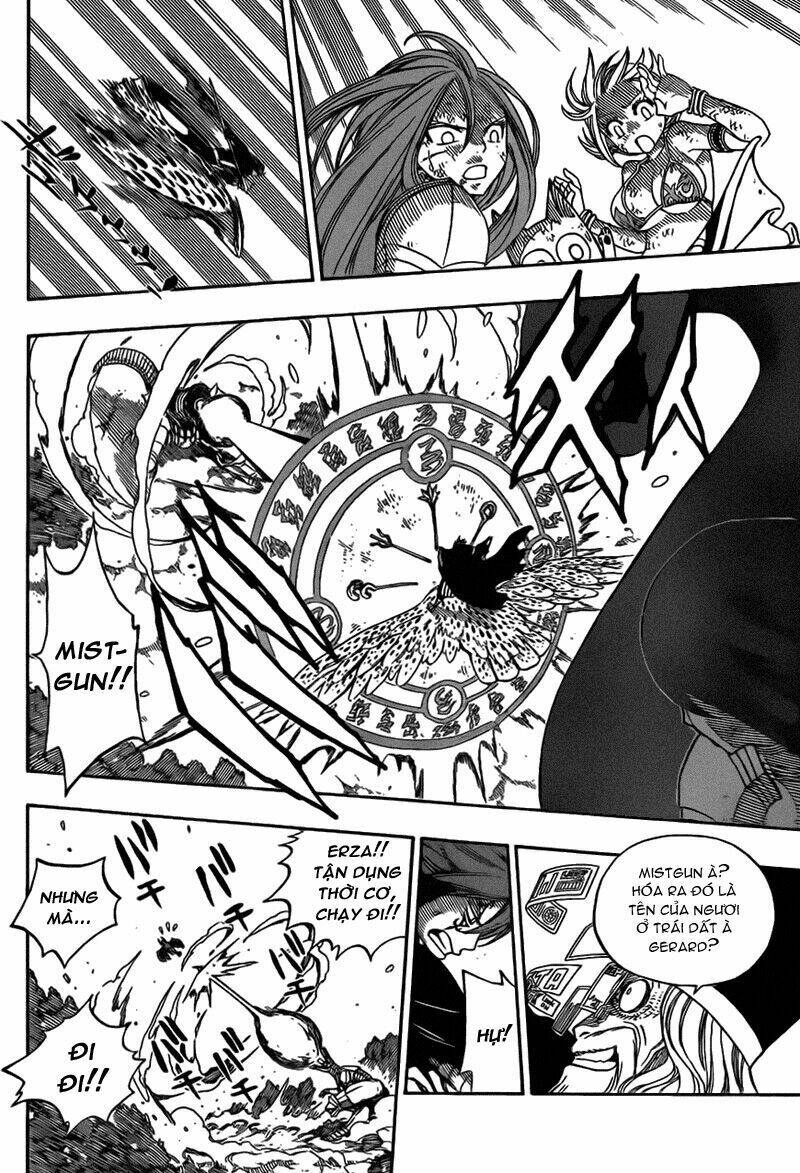 MIST-
GUN!!
MISTGUN À?
HÓA RA ĐÓ LÀ
TÊN CỦA NGƯƠI
Ở TRÁI DẤT À
GERARD?
HỰ!
ERZA!!
TẬN DỤNG
THỜI CƠ,
CHẠY ĐI!!
NHƯNG
MÀ...
ĐI
ĐI!!